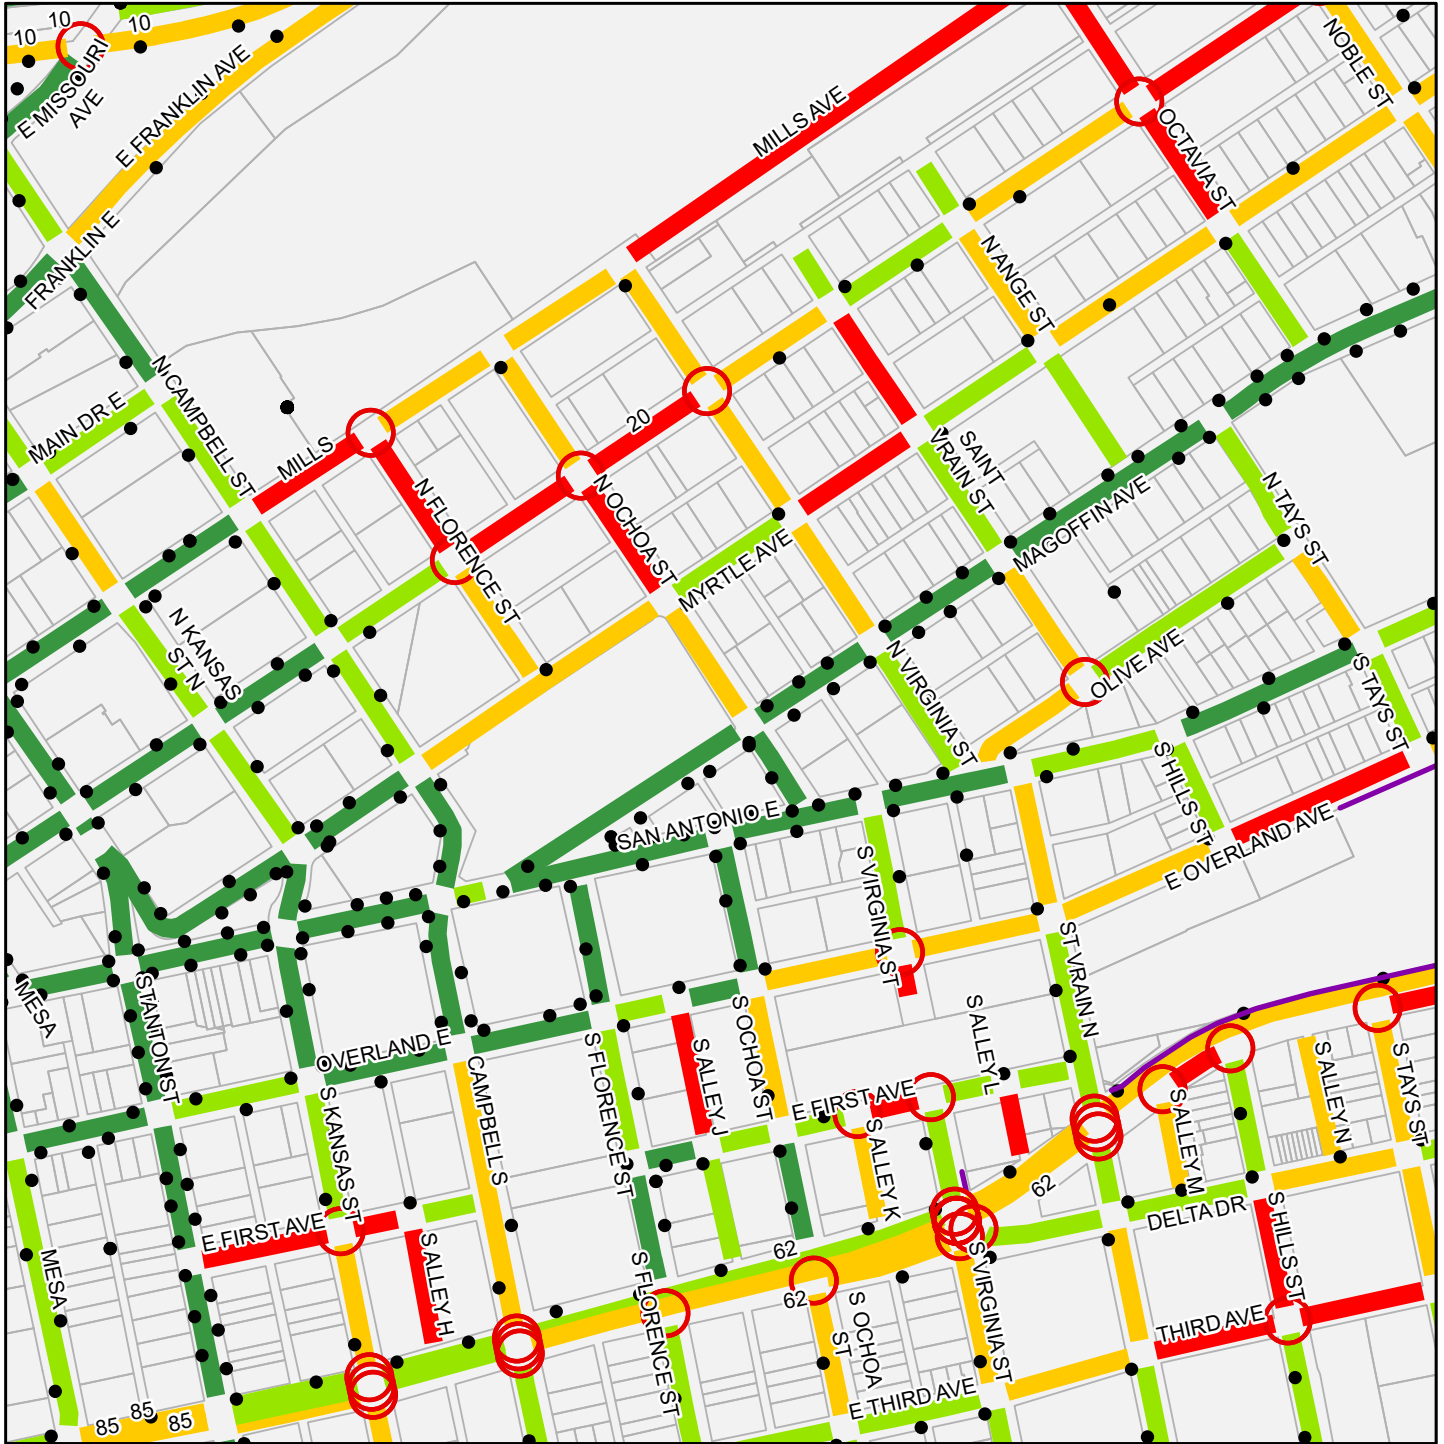 10
10
10
E MISSOURI
AVE
E FRANKLIN AVE
FRANKLIN E
MILLS AVE
NOBLE ST
OCTAVIA ST
N ANGE ST
N CAMPBELL ST
MAIN DR E
MILLS
20
N FLORENCE ST
N OCHOA ST
MYRTLE AVE
SAINT
VRAIN ST
MAGOFFIN AVE
N TAYS ST
N KANSAS
ST N
N VIRGINIA ST
OLIVE AVE
S TAYS ST
S HILLS ST
E OVERLAND AVE
SAN ANTONIO E
S VIRGINIA ST
ST VRAIN N
MESA
STANTON ST
OVERLAND E
S FLORENCE ST
S ALLEY J
S OCHOA ST
S ALLEY L
E FIRST AVE
S ALLEY K
S ALLEY M
S ALLEY N
S TAYS ST
S KANSAS ST
CAMPBELL S
62
DELTA DR
S HILLS ST
E FIRST AVE
S ALLEY H
MESA
62
62
S FLORENCE ST
S OCHOA
ST
S VIRGINIA ST
THIRD AVE
E THIRD AVE
85
85
85